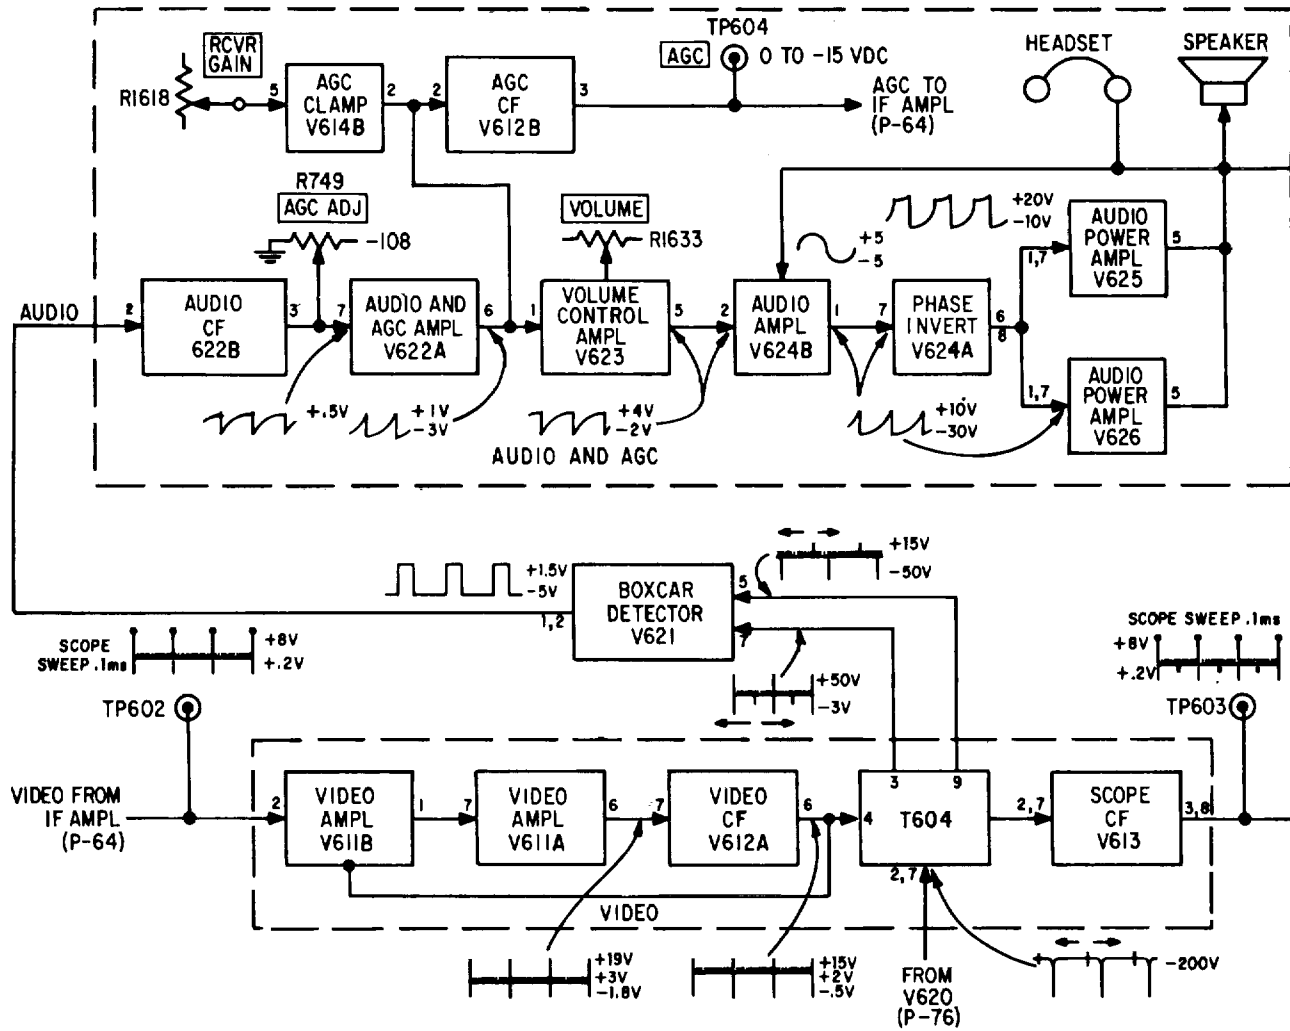 RCVR
GAIN
R1618
5
AGC
CLAMP
V614B
2
2
AGC
CF
V612B
3
TP604
AGC
0 TO -15 VDC
AGC TO
IF AMPL
(P-64)
HEADSET
SPEAKER
R749
AGC ADJ
-108
VOLUME
R1633
+5
-5
+20V
-10V
AUDIO
2
AUDIO
CF
622B
3
7
AUDIO AND
AGC AMPL
V622A
6
1
VOLUME
CONTROL
AMPL
V623
5
2
AUDIO
AMPL
V624B
1
7
PHASE
INVERT
V624A
6
8
1,7
AUDIO
POWER
AMPL
V625
5
1,7
AUDIO
POWER
AMPL
V626
5
+.5V
+1V
-3V
+4V
-2V
+10V
-30V
AUDIO AND AGC
+1.5V
-5V
1,2
BOXCAR
DETECTOR
V621
5
7
+15V
-50V
+50V
-3V
SCOPE
SWEEP .1ms
+8V
+.2V
TP602
SCOPE SWEEP .1ms
+8V
+.2V
TP603
VIDEO FROM
IF AMPL
(P-64)
2
VIDEO
AMPL
V611B
1
7
VIDEO
AMPL
V611A
6
7
VIDEO
CF
V612A
6
4
3
9
T604
2,7
2,7
SCOPE
CF
V613
3,8
VIDEO
+19V
+3V
-1.8V
+15V
+2V
-.5V
FROM
V620
(P-76)
-200V